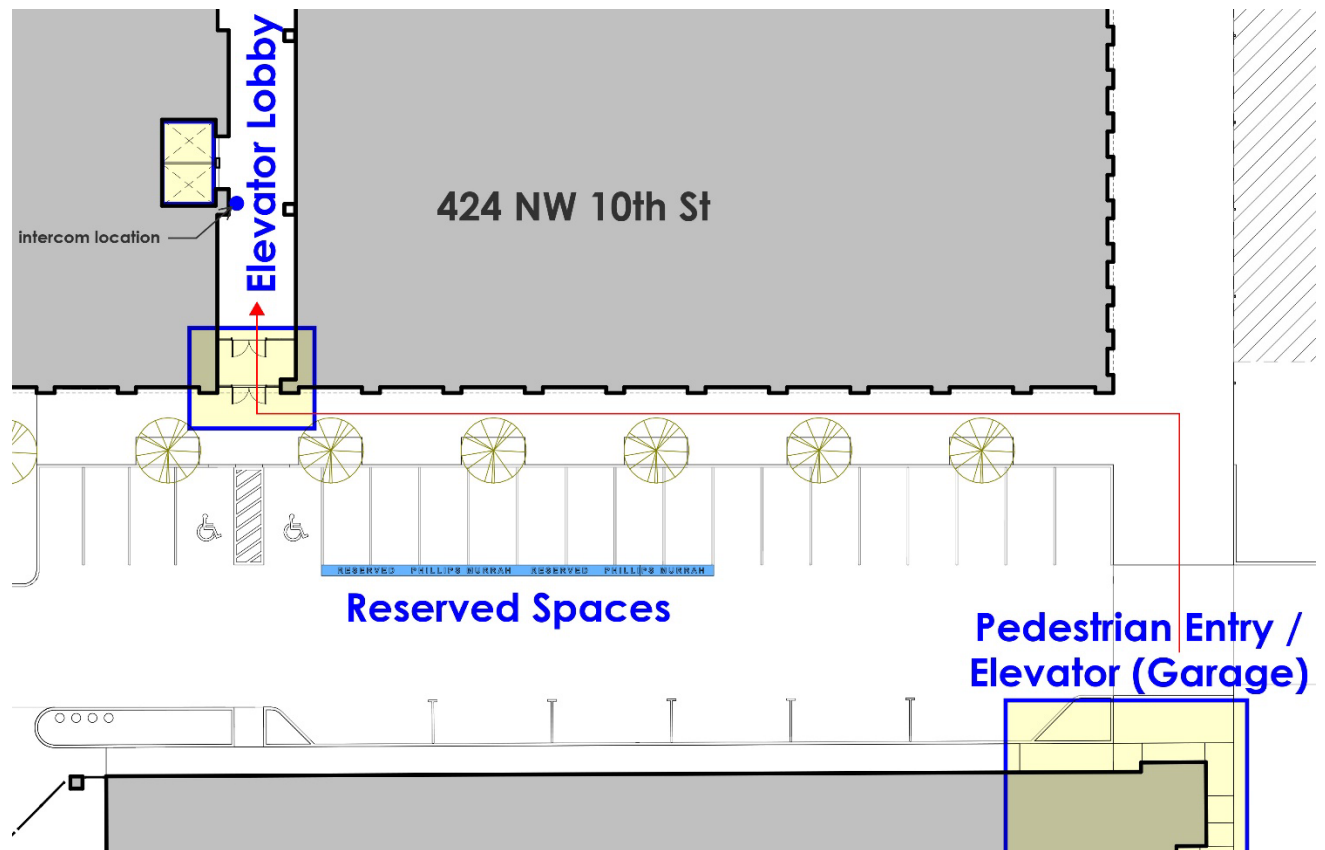 Elevator Lobby
424 NW 10th St
intercom location
RESERVED PHILLIPS MURRAH RESERVED PHILLIPS MURRAH
Reserved Spaces
Pedestrian Entry /
Elevator (Garage)